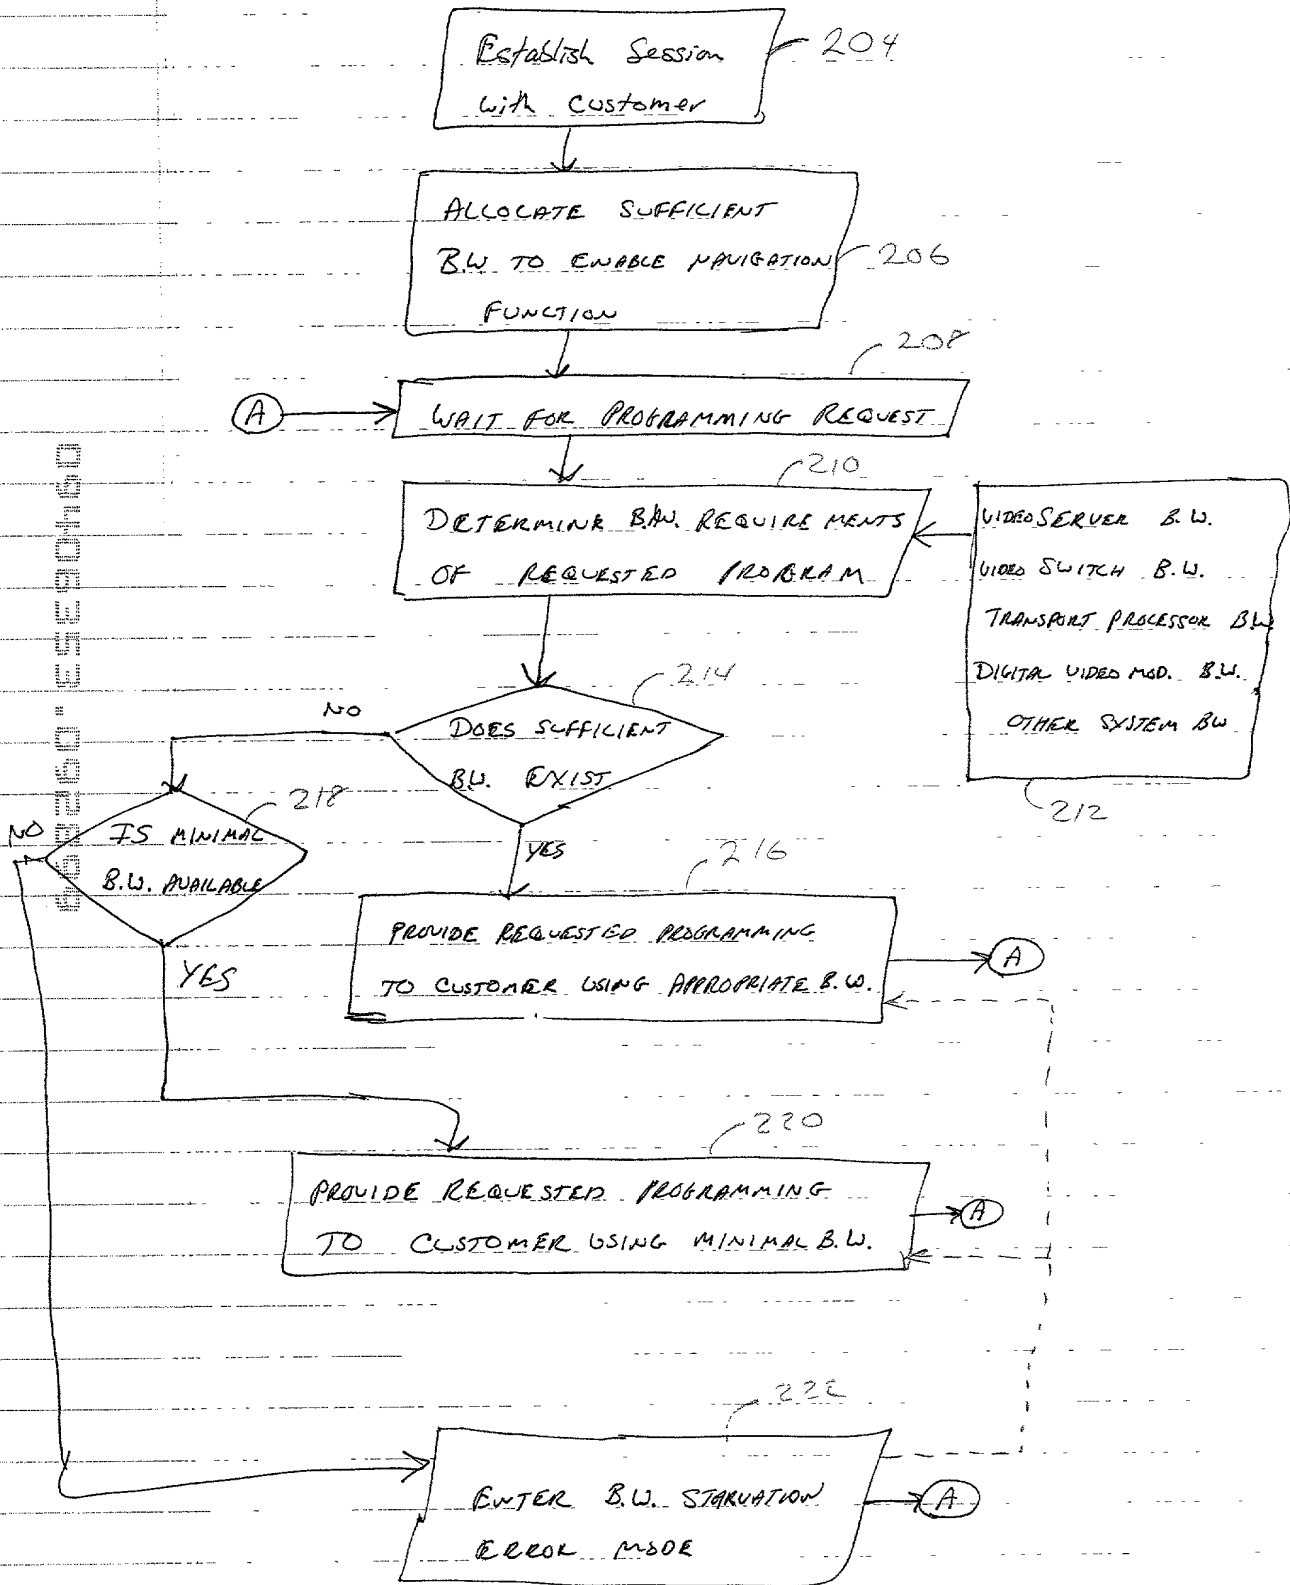 Establish Session
with Customer
204
ALLOCATE SUFFICIENT
B.W TO ENABLE NAVIGATION
FUNCTION
206
208
A
WAIT FOR PROGRAMMING REQUEST
210
DETERMINE B.W. REQUIREMENTS
OF REQUESTED PROGRAM
VIDEO SERVER B.W.
VIDEO SWITCH B.W.
TRANSPORT PROCESSOR B.W
DIGITAL VIDEO MOD. B.W.
OTHER SYSTEM BW
212
214
NO
DOES SUFFICIENT
B.W. EXIST
218
NO
IS MINIMAL
B.W. AVAILABLE
YES
YES
216
PROVIDE REQUESTED PROGRAMMING
TO CUSTOMER USING APPROPRIATE B.W.
A
220
PROVIDE REQUESTED PROGRAMMING
TO CUSTOMER USING MINIMAL B.W.
A
222
ENTER B.W. STARVATION
ERROR MODE
A